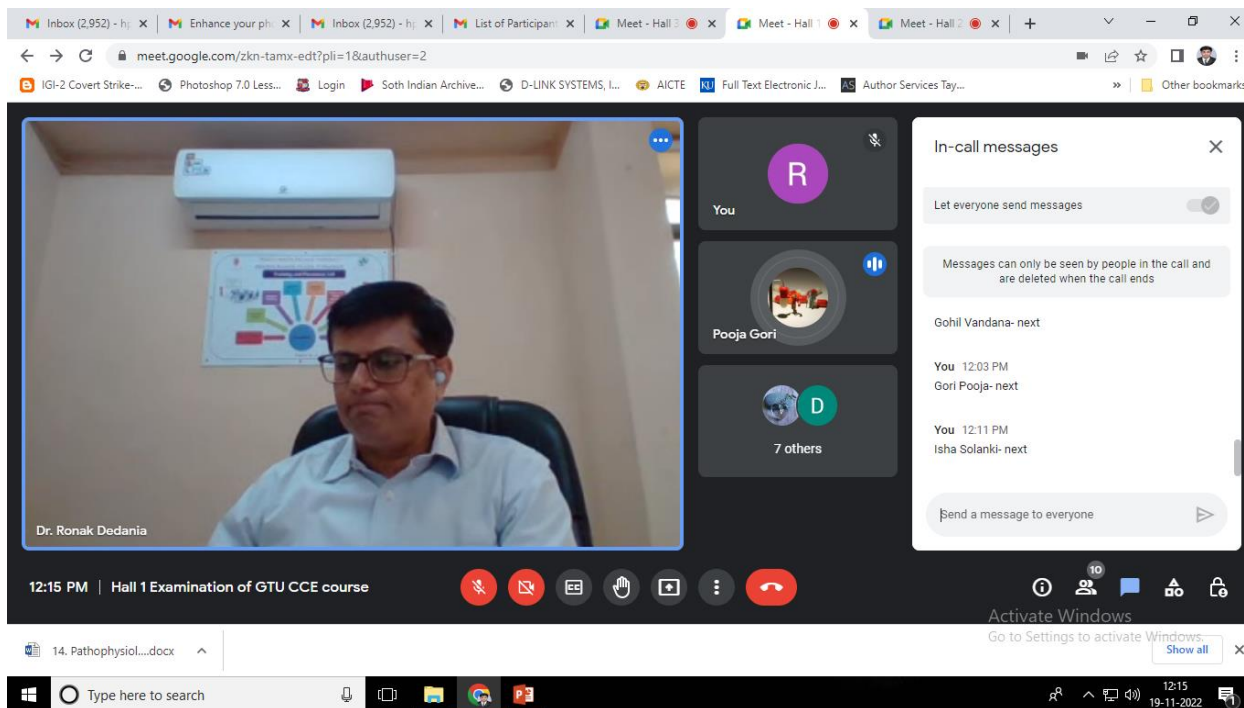 Inbox (2,952) - hp
Enhance your pho
Inbox (2,952) - hp
List of Participant
Meet - Hall 3
Meet - Hall 1
Meet - Hall 2
meet.google.com/zkn-tamx-edt?pli=1&authuser=2
IGI-2 Covert Strike-...
Photoshop 7.0 Less...
Login
Soth Indian Archive...
D-LINK SYSTEMS, I...
AICTE
KU Full Text Electronic J...
AS Author Services Tay...
»
Other bookmarks
R
You
Pooja Gori
D
7 others
Dr. Ronak Dedania
In-call messages
Let everyone send messages
Messages can only be seen by people in the call and
are deleted when the call ends
Gohil Vandana- next
You 12:03 PM
Gori Pooja- next
You 12:11 PM
Isha Solanki- next
Send a message to everyone
12:15 PM | Hall 1 Examination of GTU CCE course
CC
10
Activate Windows
Go to Settings to activate Windows.
14. Pathophysiol....docx
Show all
Type here to search
12:15
19-11-2022
1